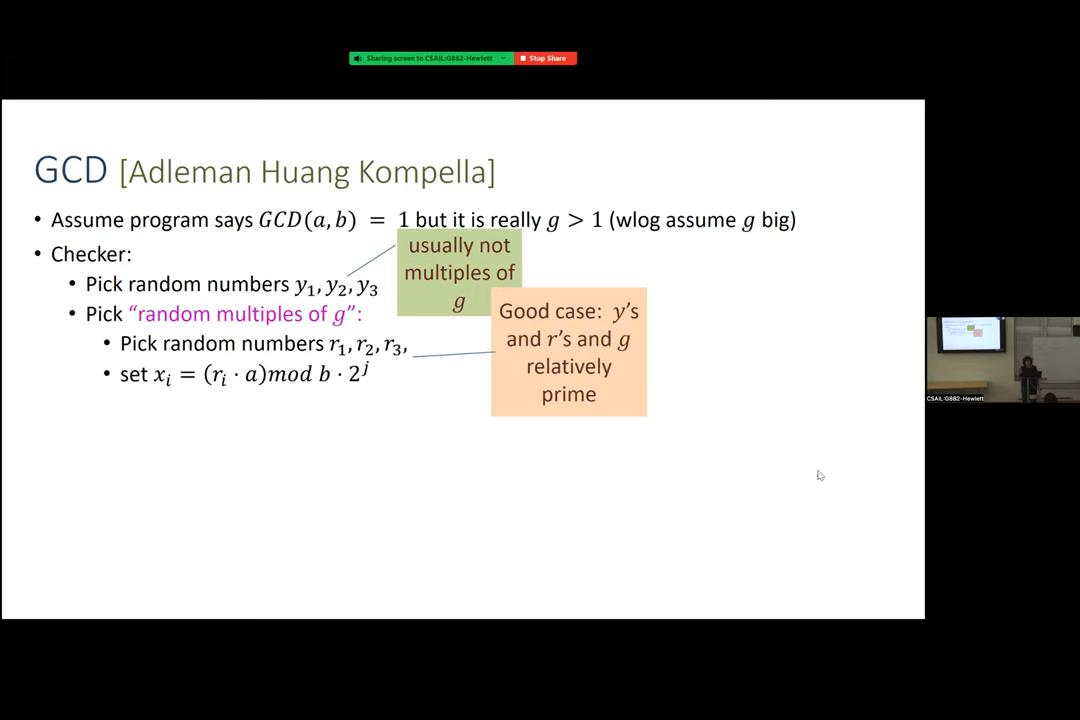 Sharing screen to CSAIL:G882-Hewlett
Stop Share
GCD [Adleman Huang Kompella]
• Assume program says GCD(a, b) = 1 but it is really g > 1 (wlog assume g big)
• Checker:
• Pick random numbers y₁, y₂, y₃
• Pick “random multiples of g”:
• Pick random numbers r₁, r₂, r₃,
• set xᵢ = (rᵢ · a)mod b · 2ʲ
usually not
multiples of
g
Good case: y’s
and r’s and g
relatively
prime
CSAIL:G882-Hewlett